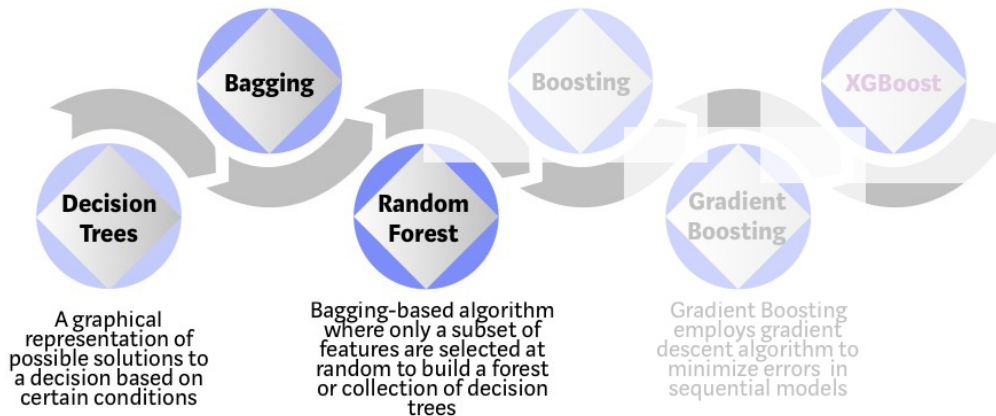 Bagging
Boosting
XGBoost
Decision
Trees
Random
Forest
Gradient
Boosting
A graphical
representation of
possible solutions to
a decision based on
certain conditions
Bagging-based algorithm
where only a subset of
features are selected at
random to build a forest
or collection of decision
trees
Gradient Boosting
employs gradient
descent algorithm to
minimize errors in
sequential models